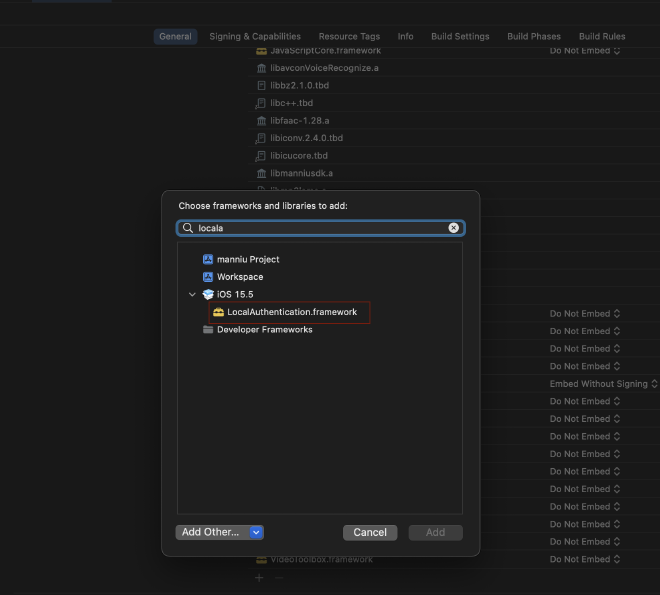 General Signing & Capabilities Resource Tags Info Build Settings Build Phases Build Rules
JavaScriptCore.framework Do Not Embed
libavconVoiceRecognize.a
libbz2.1.0.tbd
libc++.tbd
libfaac-1.28.a
libiconv.2.4.0.tbd
libicucore.tbd
libmanniusdk.a
Choose frameworks and libraries to add:
locala
manniu Project
Workspace
iOS 15.5
LocalAuthentication.framework
Developer Frameworks
Do Not Embed
Do Not Embed
Do Not Embed
Do Not Embed
Embed Without Signing
Do Not Embed
Do Not Embed
Do Not Embed
Do Not Embed
Do Not Embed
Do Not Embed
Do Not Embed
Do Not Embed
Do Not Embed
Add Other... Cancel Add
VideoToolbox.framework Do Not Embed
+ −